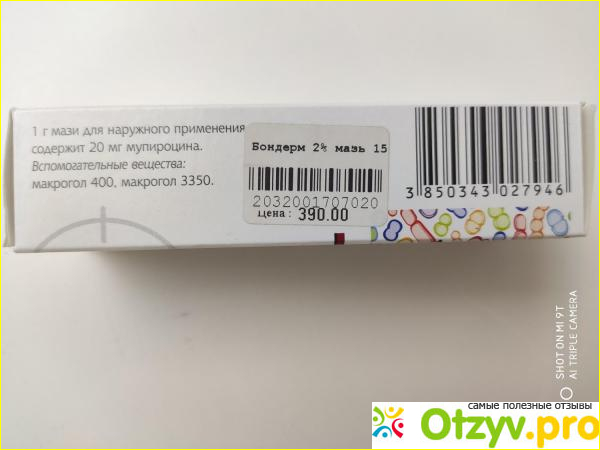 1 г мази для наружного применения
содержит 20 мг мупироцина.
Вспомогательные вещества:
макрогол 400, макрогол 3350.
Бондерм 2% мазь 15
2032001707020
Цена: 390.00
3 850343 027946
SHOT ON MI 9T
AI TRIPLE CAMERA
самые полезные отзывы
Otzyv.pro